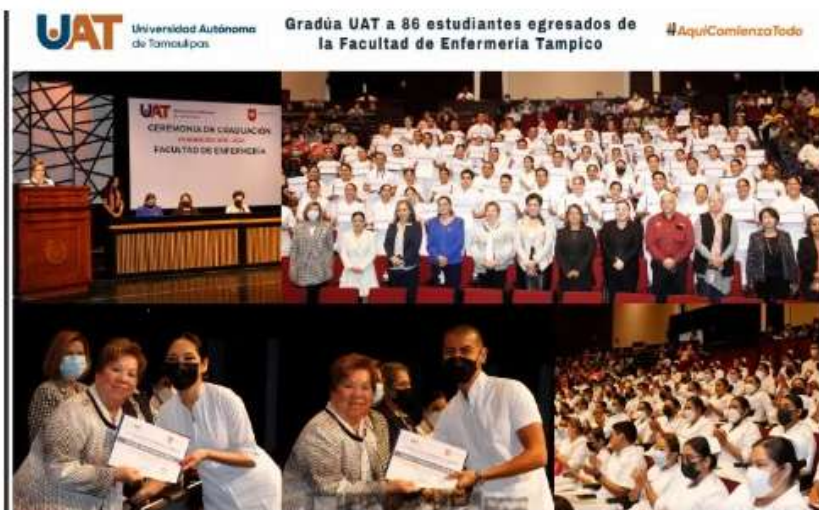 UAT
Universidad Autónoma
de Tamaulipas
Gradúa UAT a 86 estudiantes egresados de
la Facultad de Enfermería Tampico
#AquíComienzaTodo
UAT
CEREMONIA DE GRADUACIÓN
FACULTAD DE ENFERMERÍA